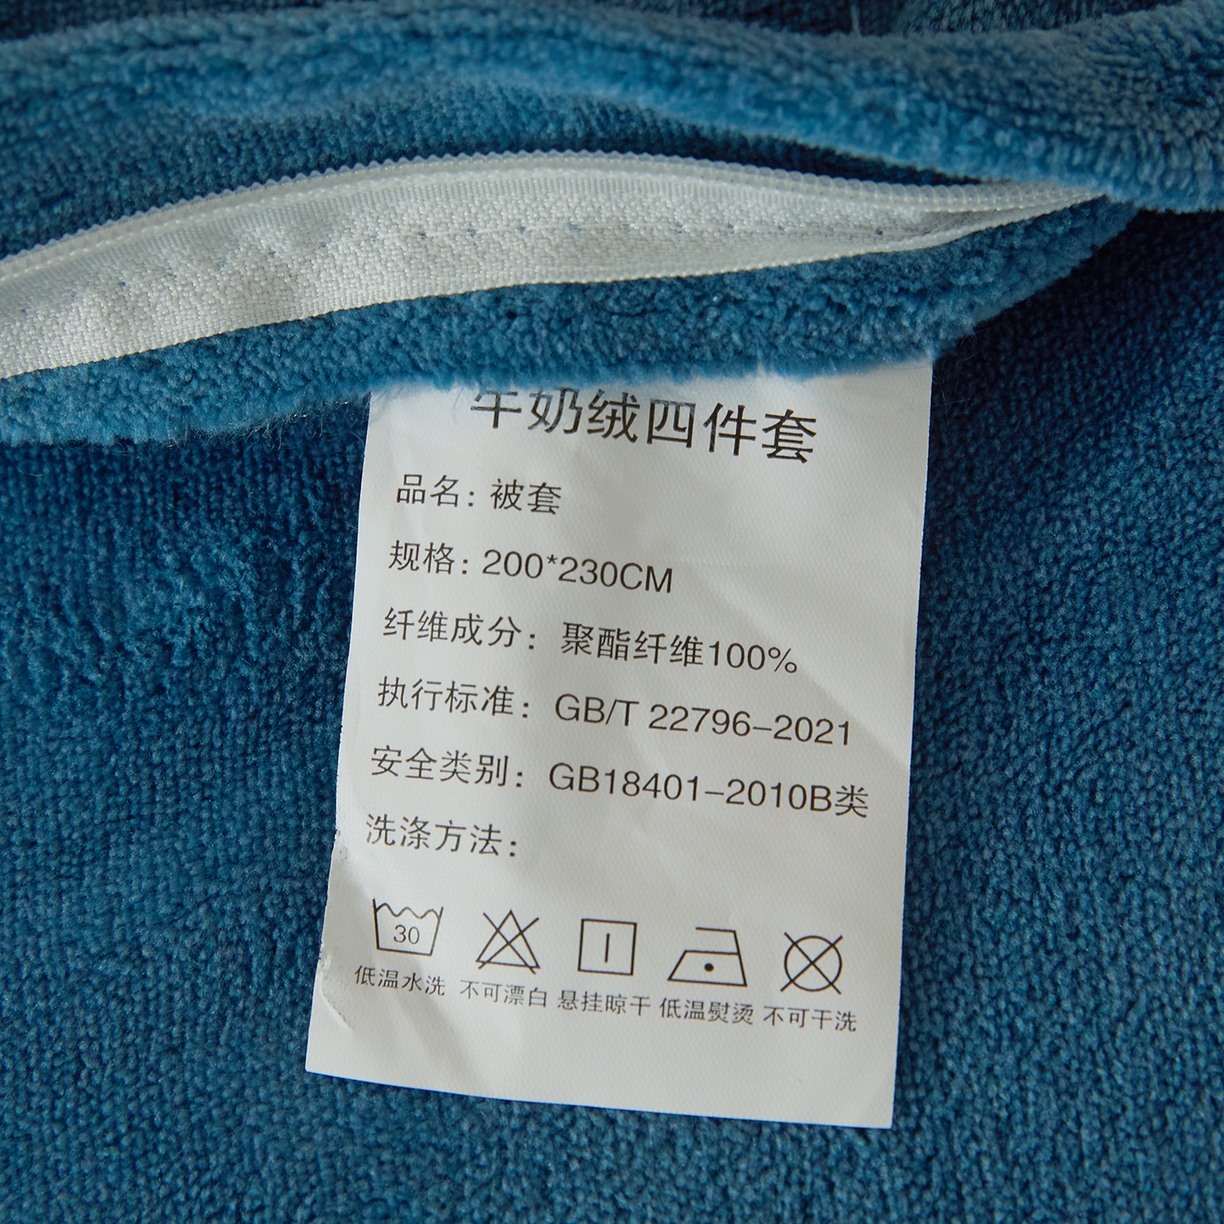 牛奶绒四件套
品名：被套
规格：200*230CM
纤维成分：聚酯纤维100%
执行标准：GB/T 22796-2021
安全类别：GB18401-2010B类
洗涤方法：
30
低温水洗 不可漂白 悬挂晾干 低温熨烫 不可干洗